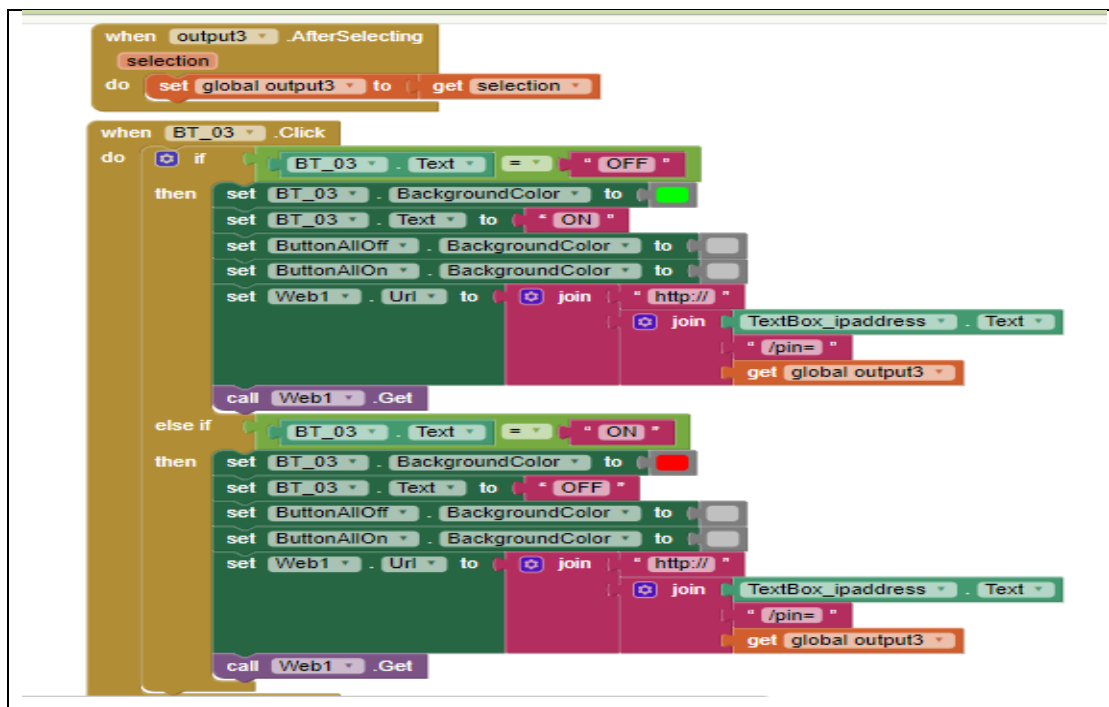 when output3 .AfterSelecting
selection
do set global output3 to get selection
when BT_03 .Click
do if BT_03 . Text = " OFF "
then set BT_03 . BackgroundColor to
set BT_03 . Text to " ON "
set ButtonAllOff . BackgroundColor to
set ButtonAllOn . BackgroundColor to
set Web1 . Url to join " http:// "
join TextBox_ipaddress . Text
" /pin= "
get global output3
call Web1 .Get
else if BT_03 . Text = " ON "
then set BT_03 . BackgroundColor to
set BT_03 . Text to " OFF "
set ButtonAllOff . BackgroundColor to
set ButtonAllOn . BackgroundColor to
set Web1 . Url to join " http:// "
join TextBox_ipaddress . Text
" /pin= "
get global output3
call Web1 .Get